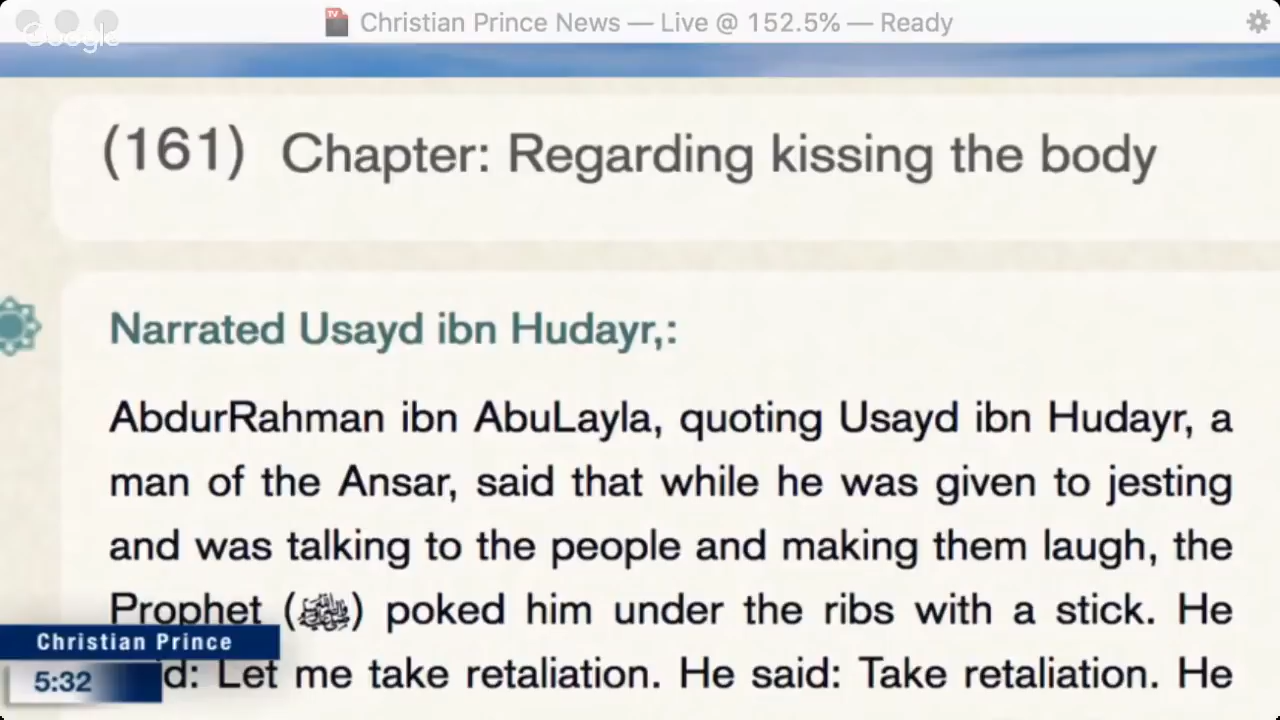 Christian Prince News — Live @ 152.5% — Ready
Google
(161) Chapter: Regarding kissing the body
Narrated Usayd ibn Hudayr,:
AbdurRahman ibn AbuLayla, quoting Usayd ibn Hudayr, a
man of the Ansar, said that while he was given to jesting
and was talking to the people and making them laugh, the
Prophet (ﷺ) poked him under the ribs with a stick. He
d: Let me take retaliation. He said: Take retaliation. He
Christian Prince
5:32